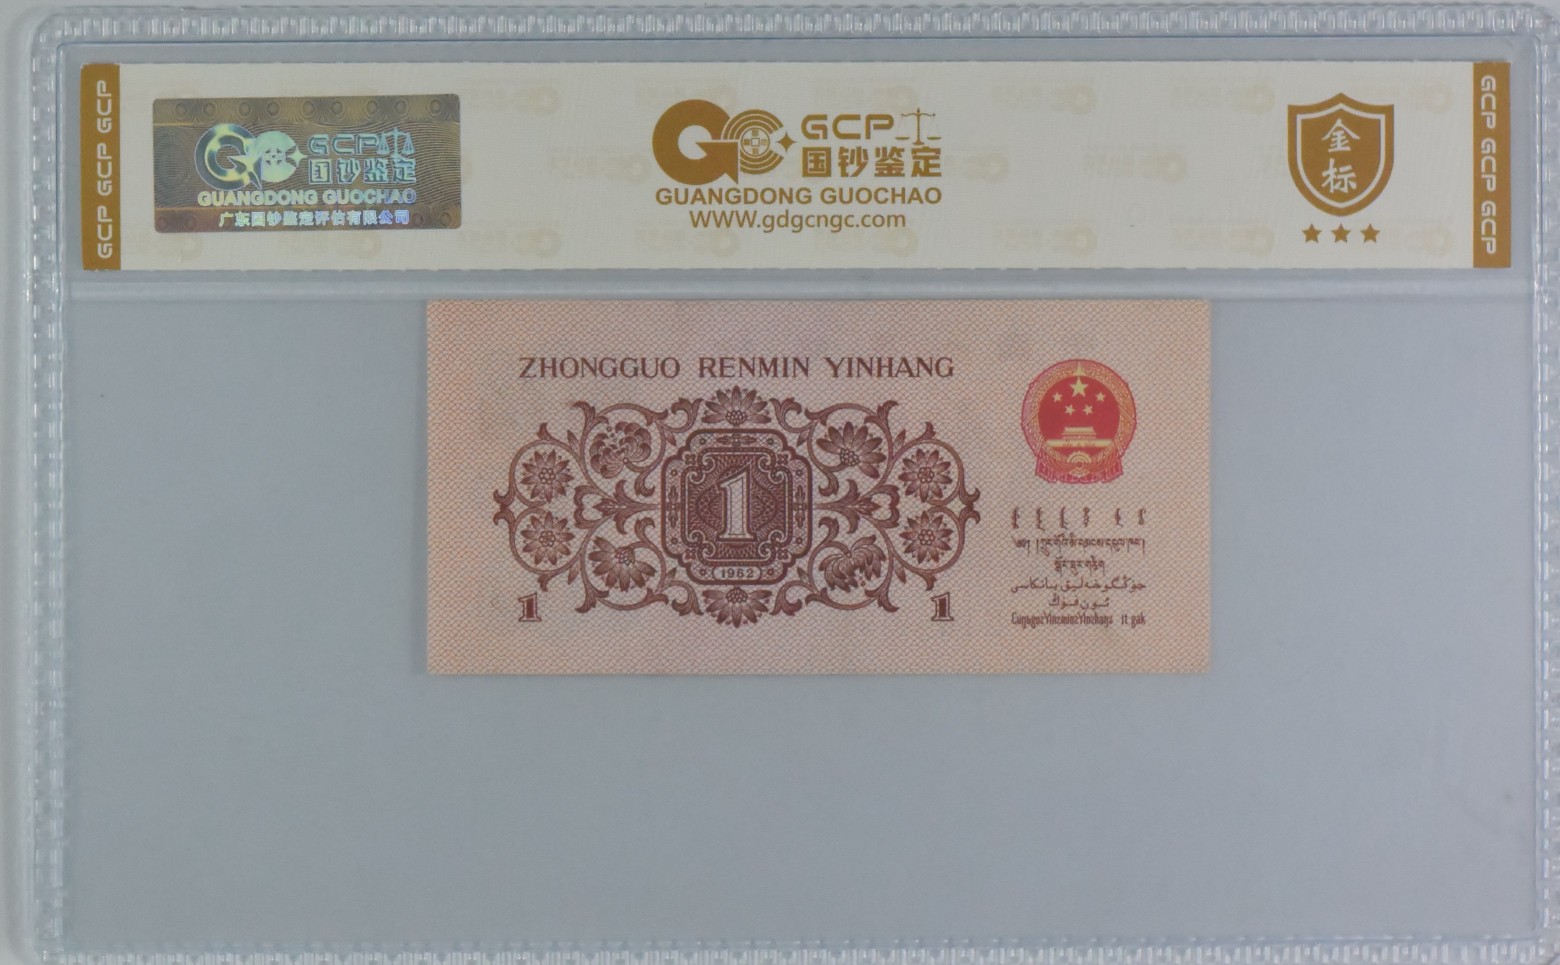 GCP GCP GCP
GCP
国钞鉴定
GUANGDONG GUOCHAO
广东国钞鉴定评估有限公司
GCP
国钞鉴定
GUANGDONG GUOCHAO
WWW.gdgcngc.com
金
标
GCP GCP GCP
ZHONGGUO RENMIN YINHANG
1
1962
1
1
جۇڭگوخەلىق بانكاسى